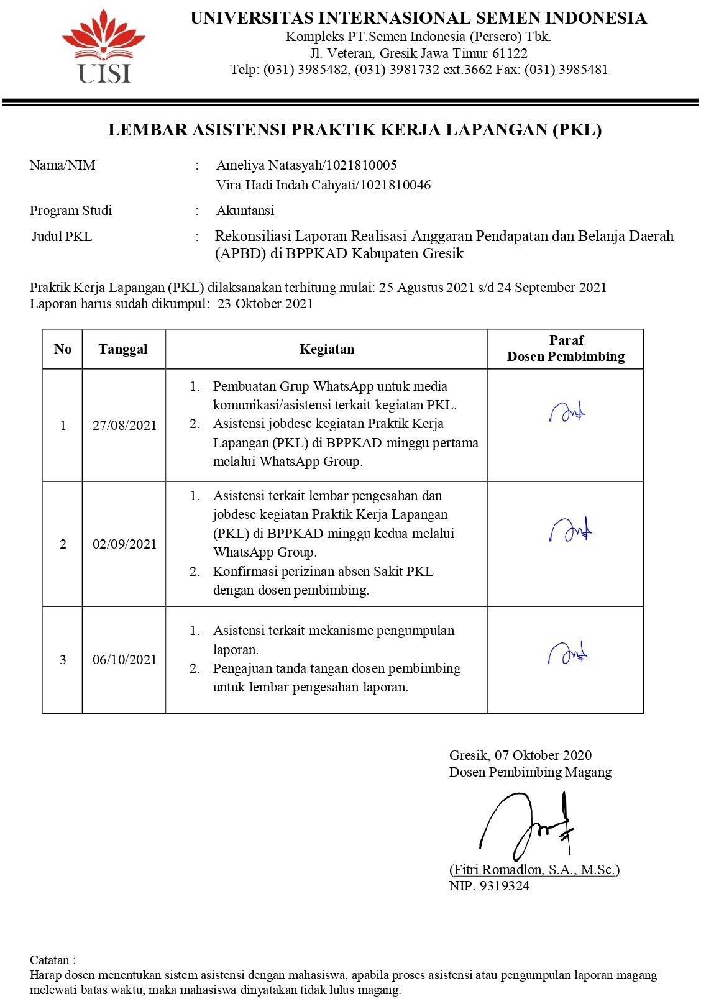 UISI
UNIVERSITAS INTERNASIONAL SEMEN INDONESIA
Kompleks PT.Semen Indonesia (Persero) Tbk.
Jl. Veteran, Gresik Jawa Timur 61122
Telp: (031) 3985482, (031) 3981732 ext.3662 Fax: (031) 3985481
LEMBAR ASISTENSI PRAKTIK KERJA LAPANGAN (PKL)
Nama/NIM : Ameliya Natasyah/1021810005
Vira Hadi Indah Cahyati/1021810046
Program Studi : Akuntansi
Judul PKL : Rekonsiliasi Laporan Realisasi Anggaran Pendapatan dan Belanja Daerah
(APBD) di BPPKAD Kabupaten Gresik
Praktik Kerja Lapangan (PKL) dilaksanakan terhitung mulai: 25 Agustus 2021 s/d 24 September 2021
Laporan harus sudah dikumpul: 23 Oktober 2021
No Tanggal Kegiatan Paraf
Dosen Pembimbing
1 27/08/2021
1. Pembuatan Grup WhatsApp untuk media
komunikasi/asistensi terkait kegiatan PKL.
2. Asistensi jobdesc kegiatan Praktik Kerja
Lapangan (PKL) di BPPKAD minggu pertama
melalui WhatsApp Group.
2 02/09/2021
1. Asistensi terkait lembar pengesahan dan
jobdesc kegiatan Praktik Kerja Lapangan
(PKL) di BPPKAD minggu kedua melalui
WhatsApp Group.
2. Konfirmasi perizinan absen Sakit PKL
dengan dosen pembimbing.
3 06/10/2021
1. Asistensi terkait mekanisme pengumpulan
laporan.
2. Pengajuan tanda tangan dosen pembimbing
untuk lembar pengesahan laporan.
Gresik, 07 Oktober 2020
Dosen Pembimbing Magang
(Fitri Romadlon, S.A., M.Sc.)
NIP. 9319324
Catatan :
Harap dosen menentukan sistem asistensi dengan mahasiswa, apabila proses asistensi atau pengumpulan laporan magang
melewati batas waktu, maka mahasiswa dinyatakan tidak lulus magang.